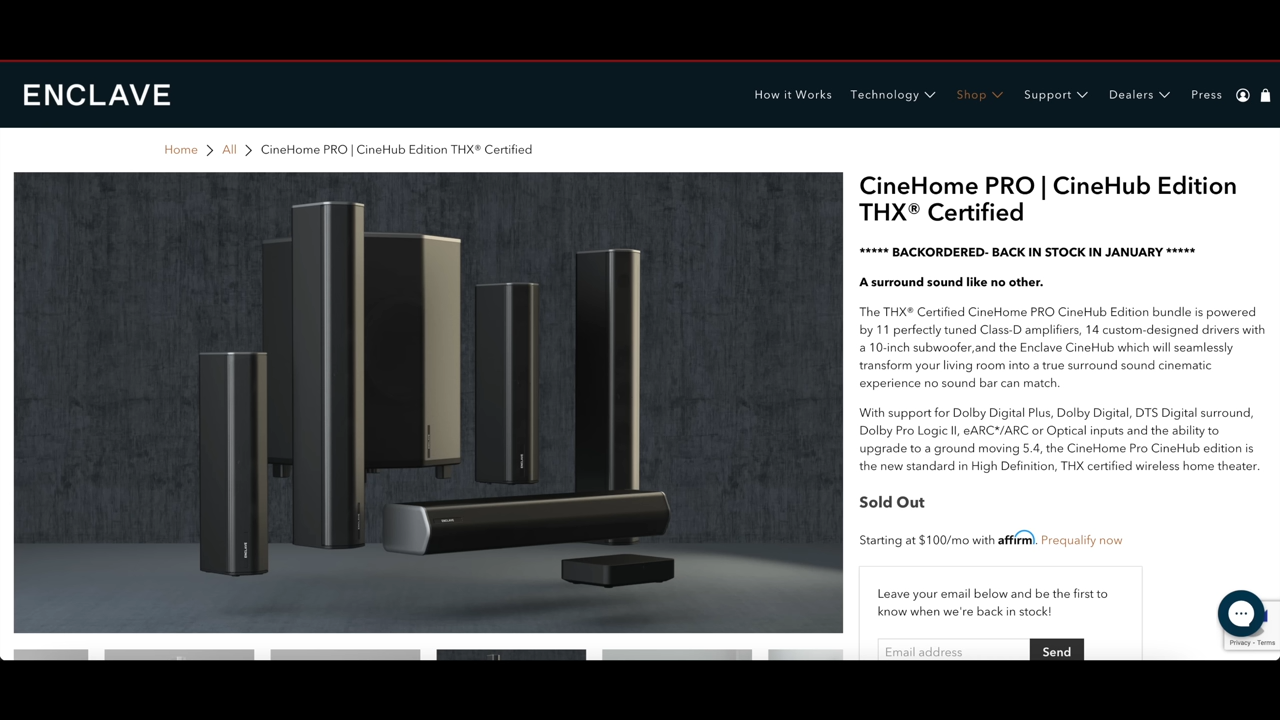 ENCLAVE
How it Works
Technology
Shop
Support
Dealers
Press
Home
All
CineHome PRO | CineHub Edition THX® Certified
CineHome PRO | CineHub Edition
THX® Certified
***** BACKORDERED- BACK IN STOCK IN JANUARY *****
A surround sound like no other.
The THX® Certified CineHome PRO CineHub Edition bundle is powered
by 11 perfectly tuned Class-D amplifiers, 14 custom-designed drivers with
a 10-inch subwoofer,and the Enclave CineHub which will seamlessly
transform your living room into a true surround sound cinematic
experience no sound bar can match.
With support for Dolby Digital Plus, Dolby Digital, DTS Digital surround,
Dolby Pro Logic II, eARC*/ARC or Optical inputs and the ability to
upgrade to a ground moving 5.4, the CineHome Pro CineHub edition is
the new standard in High Definition, THX certified wireless home theater.
Sold Out
Starting at $100/mo with affirm. Prequalify now
Leave your email below and be the first to
know when we're back in stock!
Email address
Send
Privacy - Terms
ENCLAVE
ENCLAVE
ENCLAVE